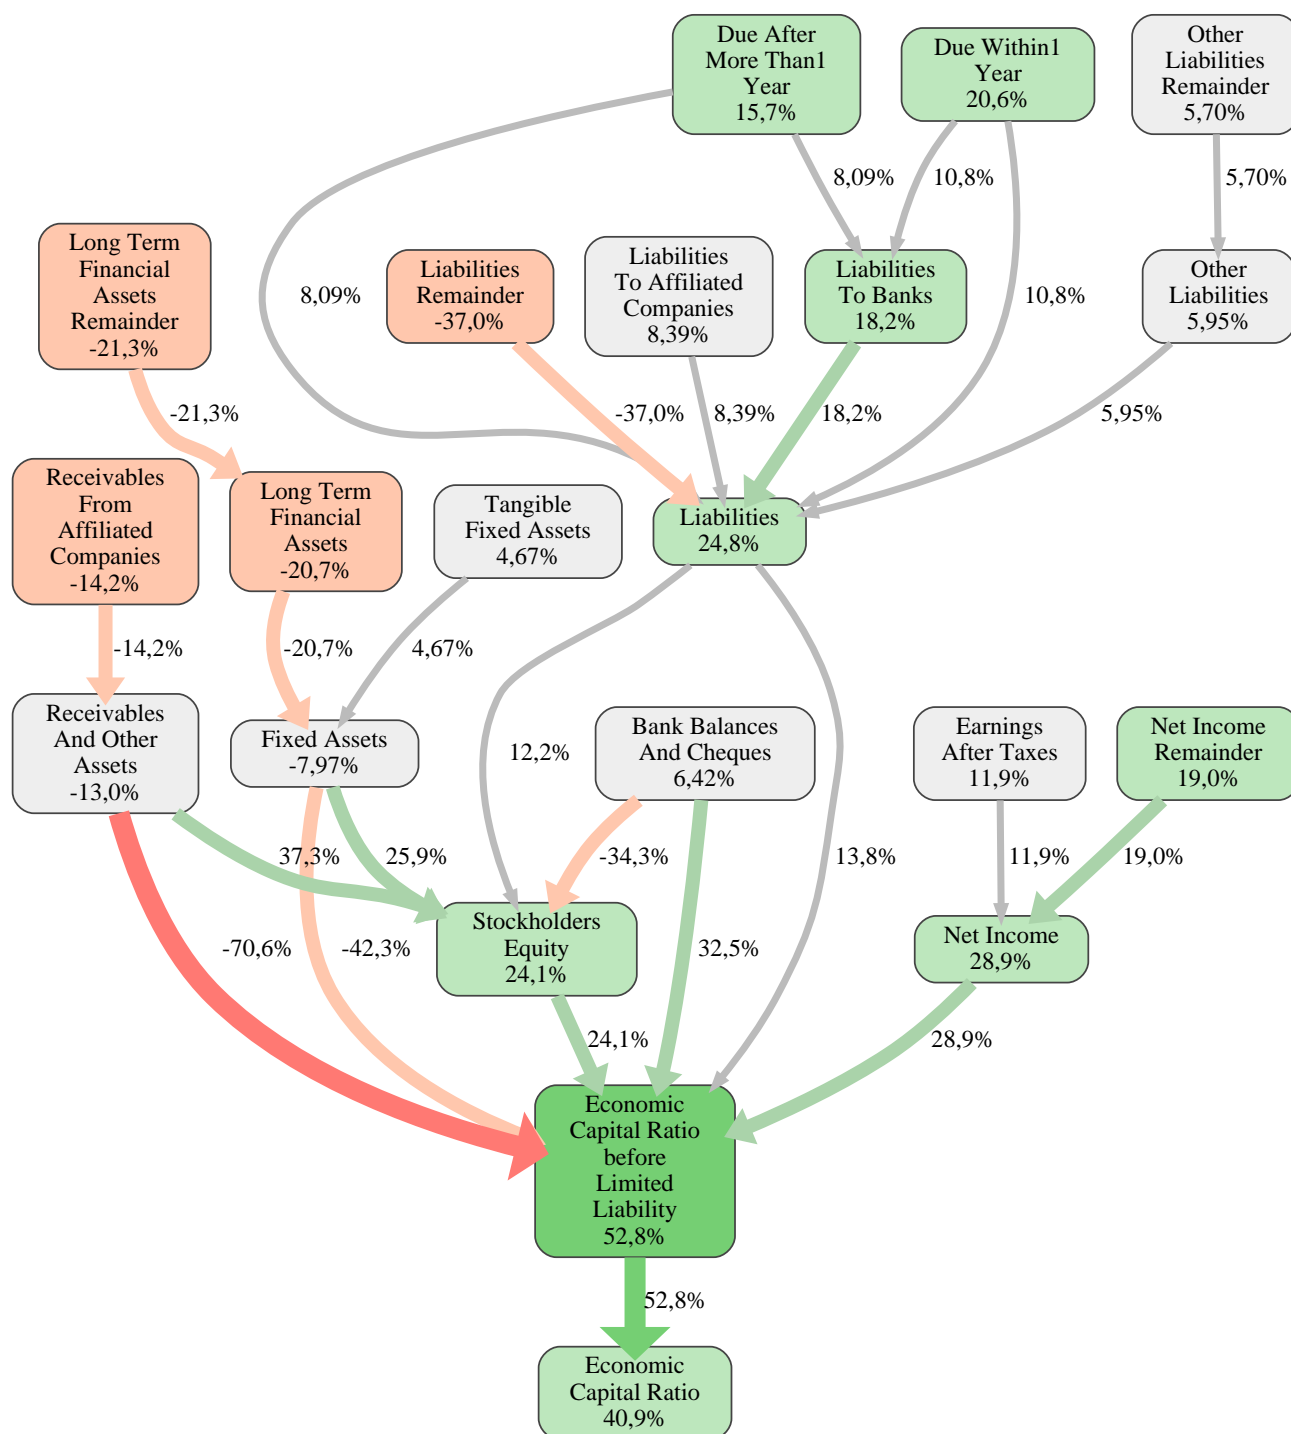 Due After
More Than1
Year
15,7%
Due Within1
Year
20,6%
Other
Liabilities
Remainder
5,70%
8,09%
10,8%
5,70%
Long Term
Financial
Assets
Remainder
-21,3%
8,09%
Liabilities
Remainder
-37,0%
Liabilities
To Affiliated
Companies
8,39%
Liabilities
To Banks
18,2%
10,8%
Other
Liabilities
5,95%
-21,3%
-37,0%
8,39%
18,2%
5,95%
Receivables
From
Affiliated
Companies
-14,2%
Long Term
Financial
Assets
-20,7%
Tangible
Fixed Assets
4,67%
Liabilities
24,8%
-14,2%
-20,7%
4,67%
Receivables
And Other
Assets
-13,0%
Fixed Assets
-7,97%
12,2%
Bank Balances
And Cheques
6,42%
Earnings
After Taxes
11,9%
Net Income
Remainder
19,0%
37,3%
25,9%
-34,3%
13,8%
11,9%
19,0%
-70,6%
-42,3%
Stockholders
Equity
24,1%
32,5%
Net Income
28,9%
24,1%
28,9%
Economic
Capital Ratio
before
Limited
Liability
52,8%
52,8%
Economic
Capital Ratio
40,9%